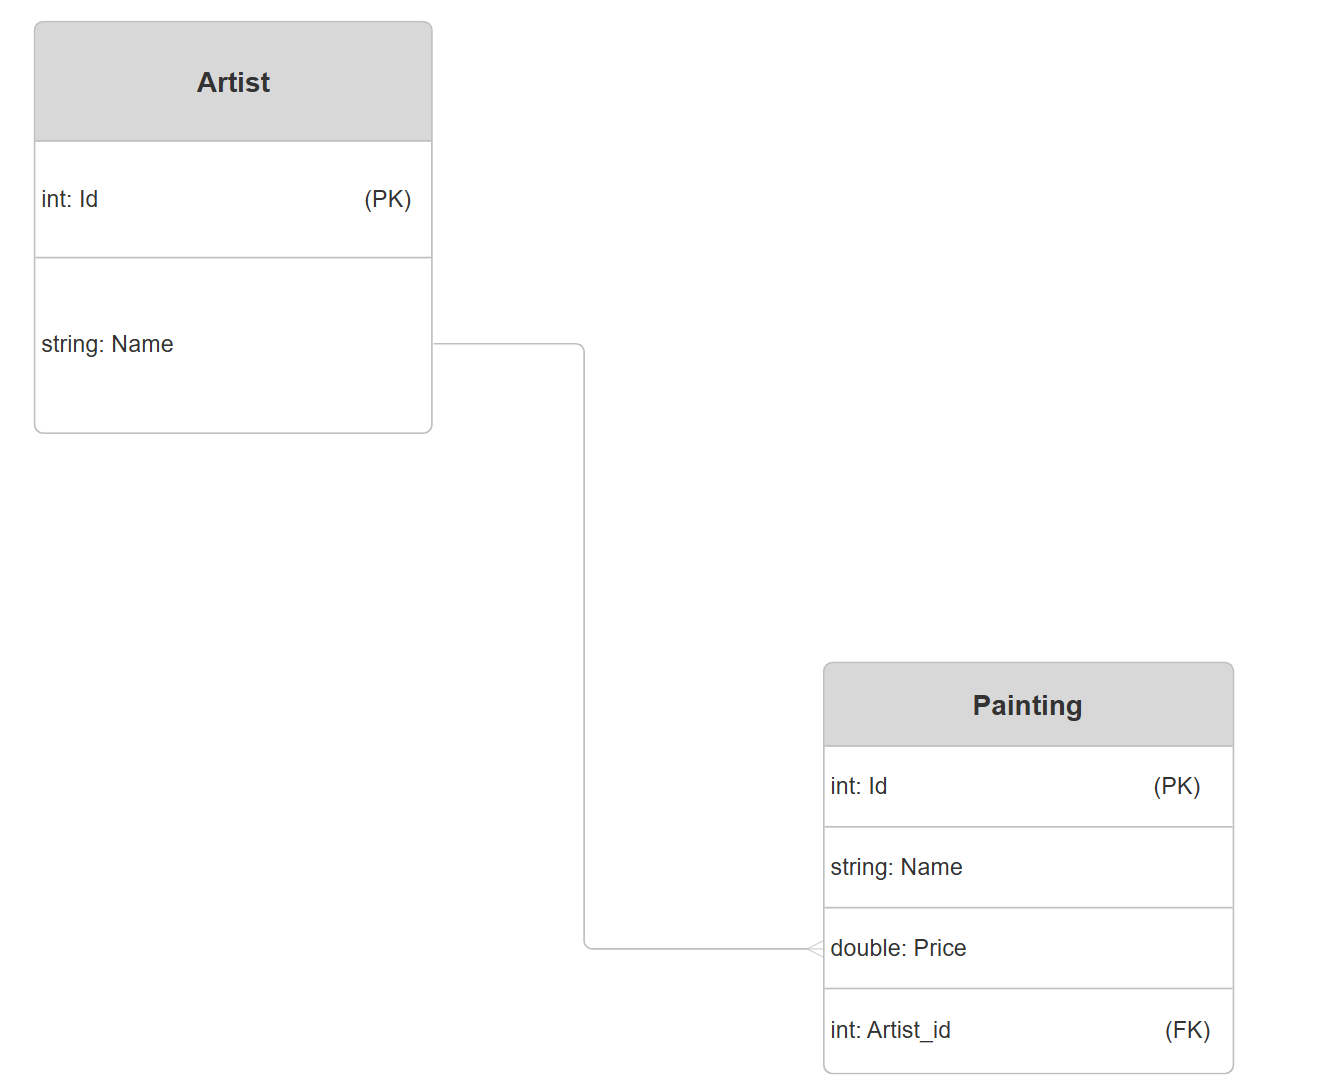 Artist
int: Id (PK)
string: Name
Painting
int: Id (PK)
string: Name
double: Price
int: Artist_id (FK)